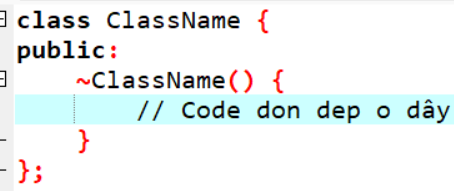 class ClassName {
public:
    ~ClassName() {
        // Code don dep o dây
    }
};